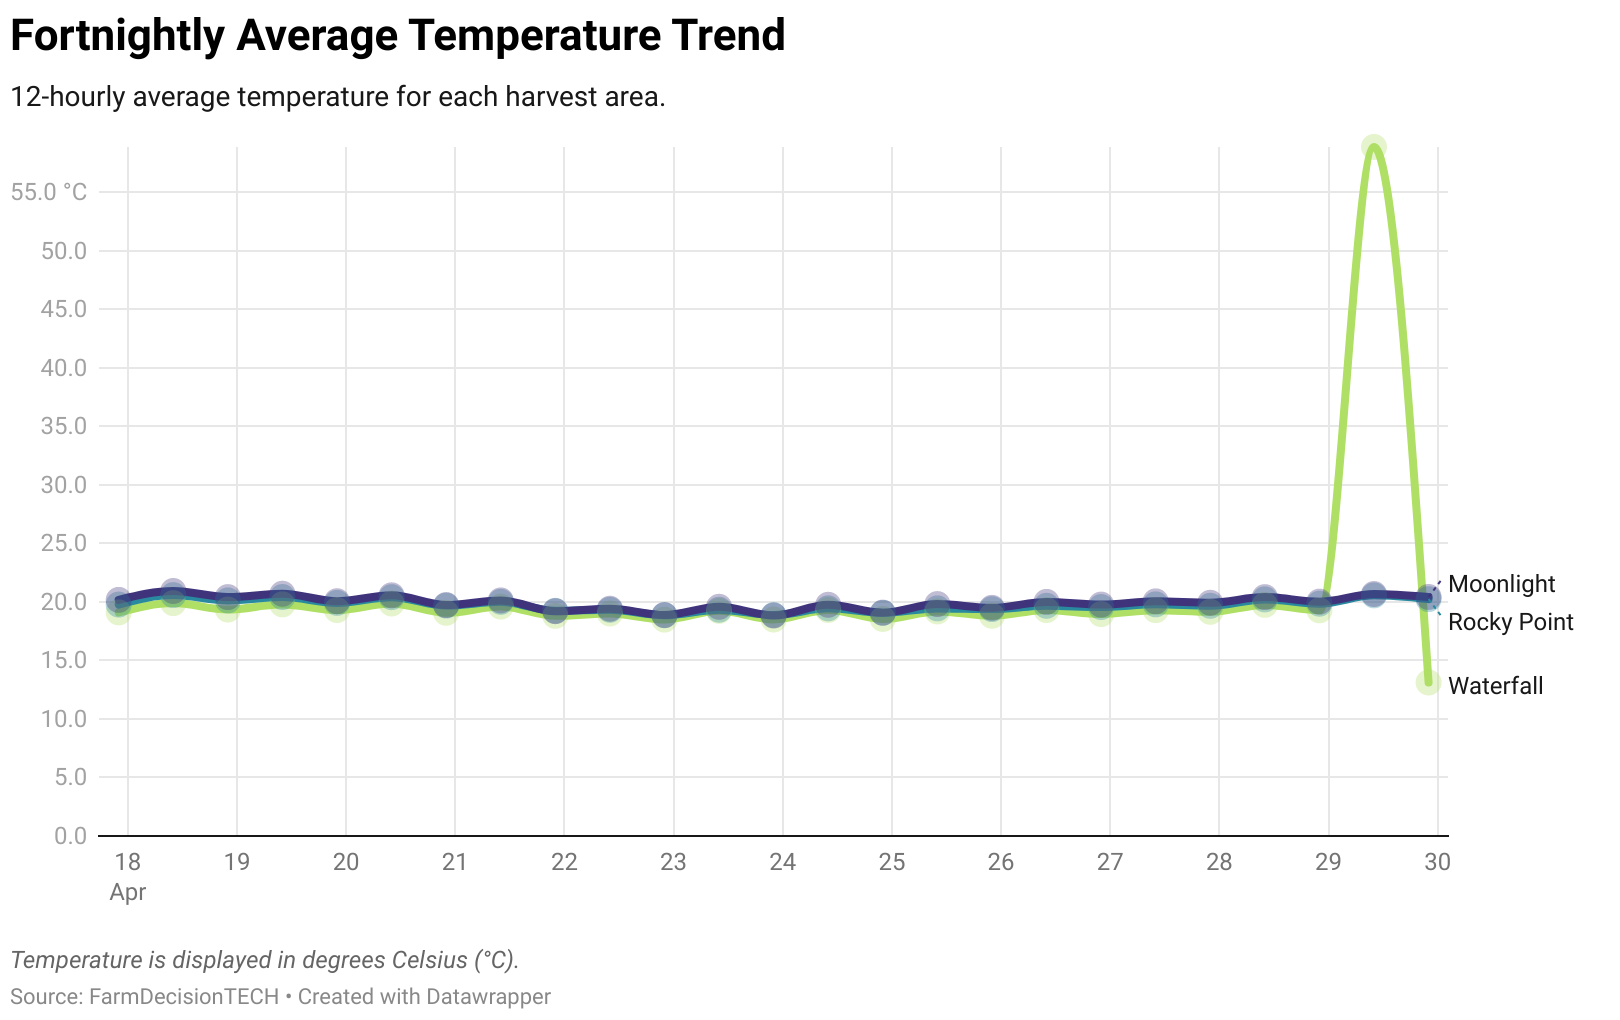 Fortnightly Average Temperature Trend
12-hourly average temperature for each harvest area.
55.0 °C
50.0
45.0
40.0
35.0
30.0
25.0
20.0
15.0
10.0
5.0
0.0
Moonlight
Rocky Point
Waterfall
18 19 20 21 22 23 24 25 26 27 28 29 30
Apr
Temperature is displayed in degrees Celsius (°C).
Source: FarmDecisionTECH • Created with Datawrapper